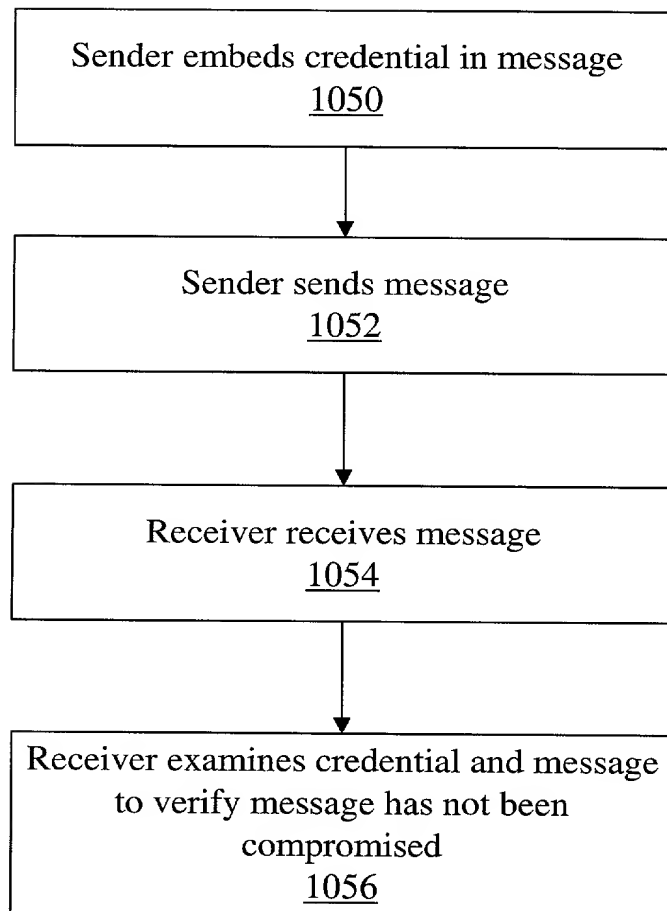 Sender embeds credential in message
1050
Sender sends message
1052
Receiver receives message
1054
Receiver examines credential and message
to verify message has not been
compromised
1056